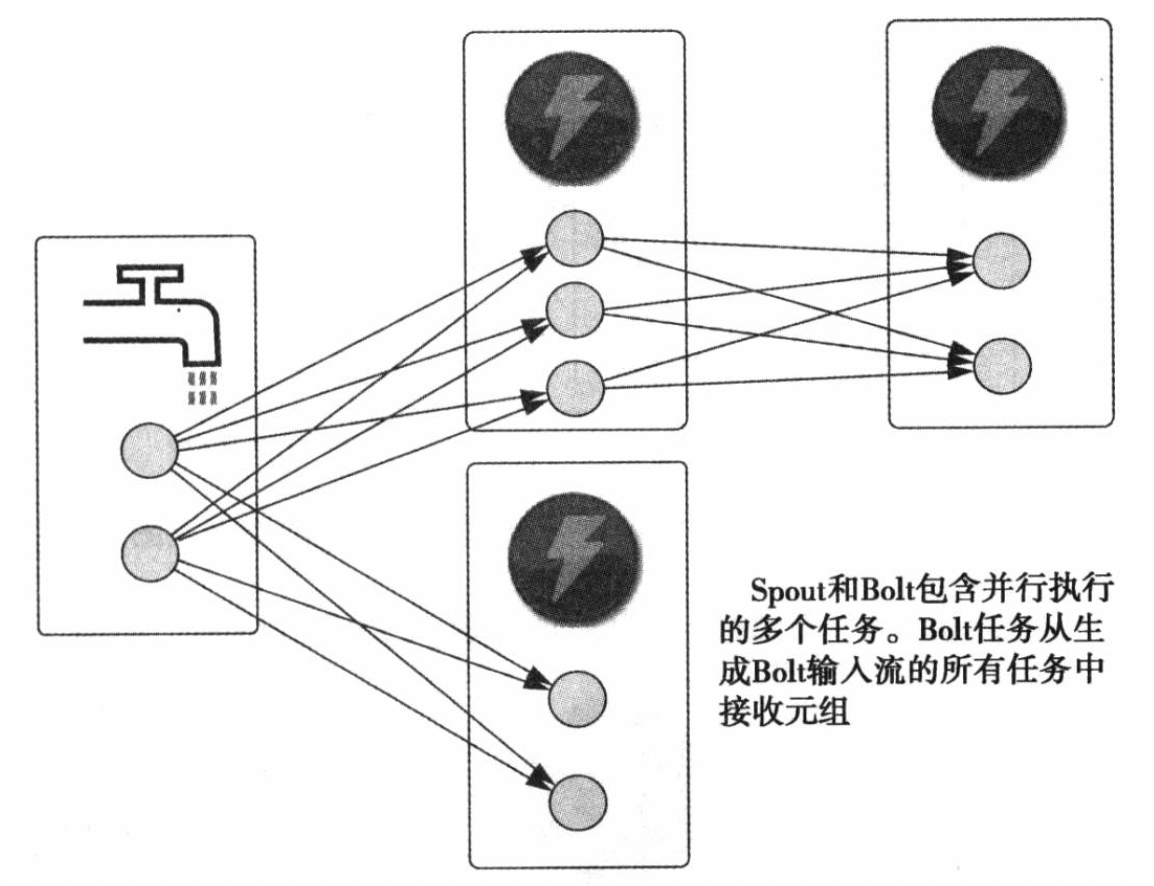 Spout和Bolt包含并行执行
的多个任务。Bolt任务从生
成Bolt输入流的所有任务中
接收元组